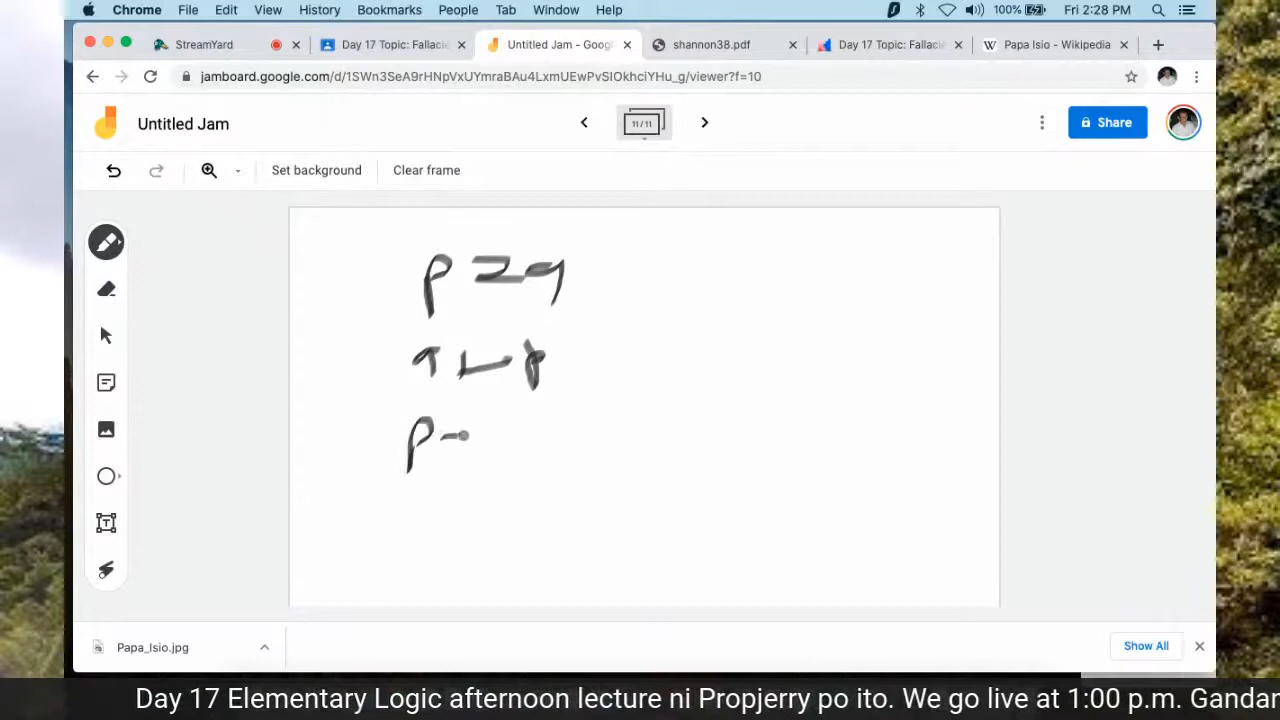 Chrome File Edit View History Bookmarks People Tab Window Help 100% Fri 2:28 PM
StreamYard Day 17 Topic: Fallacie Untitled Jam - Goog shannon38.pdf Day 17 Topic: Fallacie Papa Isio - Wikipedia
jamboard.google.com/d/1SWn3SeA9rHNpVxUYmraBAu4LxmUEwPvSIOkhciYHu_g/viewer?f=10
Untitled Jam 11/11 Share
Set background Clear frame
p
p
Papa_Isio.jpg Show All
Day 17 Elementary Logic afternoon lecture ni Propjerry po ito. We go live at 1:00 p.m. Gandar